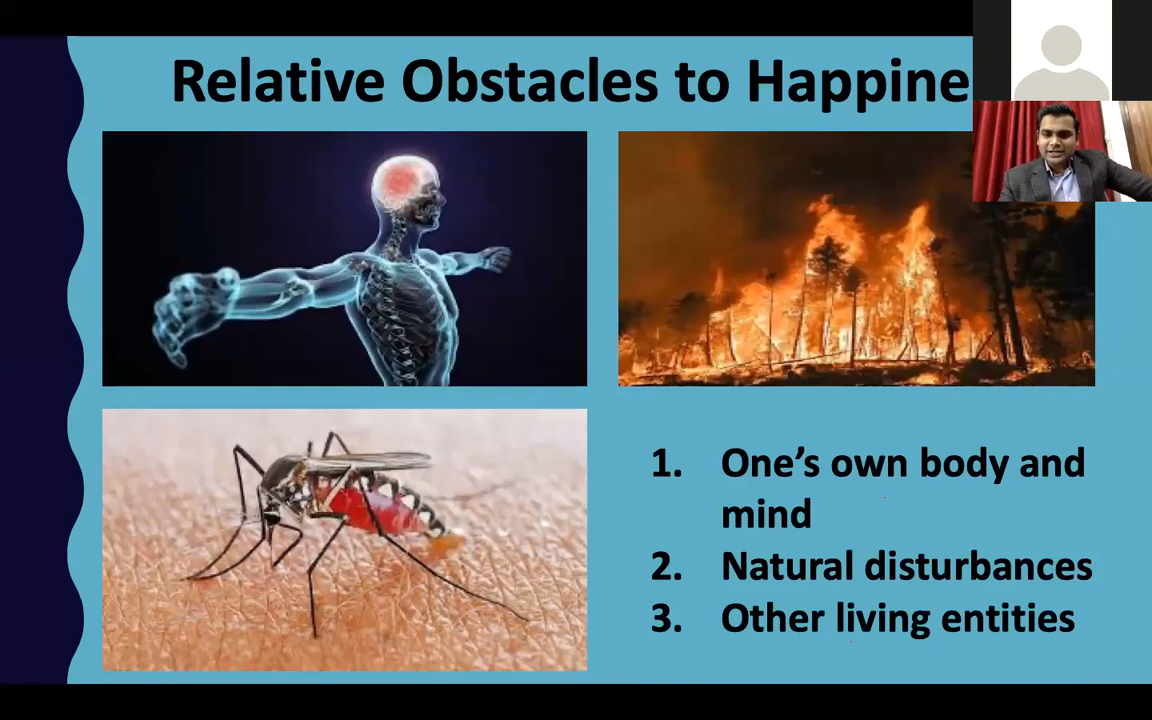 Relative Obstacles to Happine
1. One's own body and
mind
2. Natural disturbances
3. Other living entities